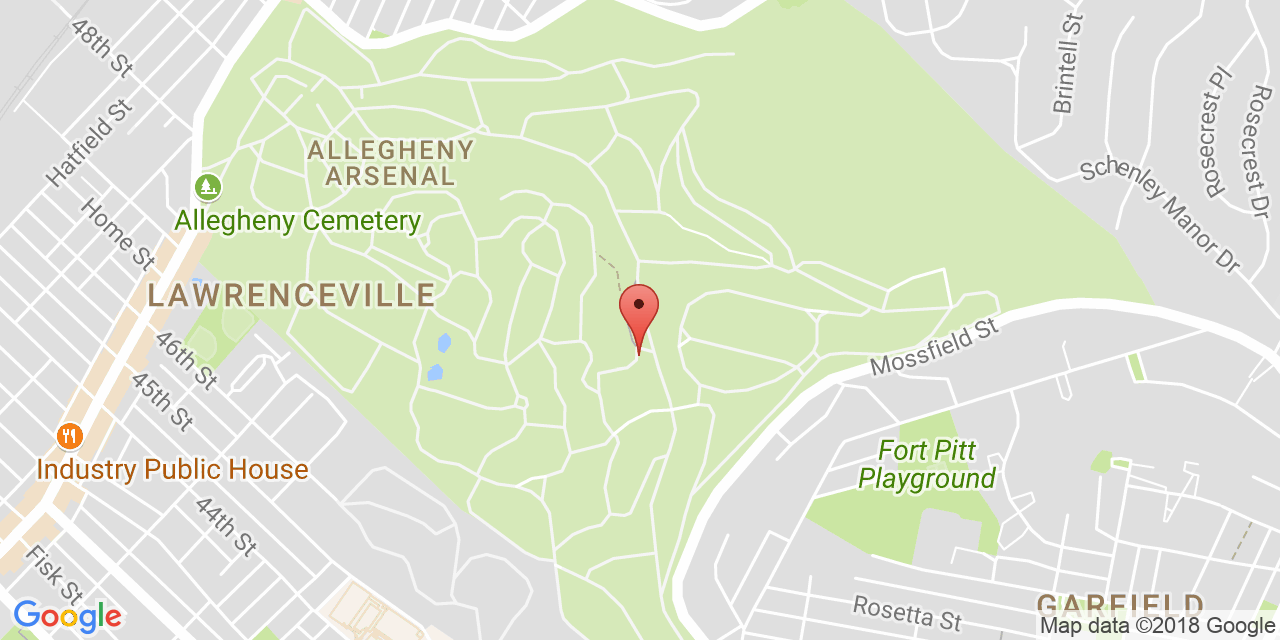 48th St
Hatfield St
Home St
ALLEGHENY
ARSENAL
Allegheny Cemetery
LAWRENCEVILLE
46th St
45th St
Industry Public House
44th St
Fisk St
Brintell St
Rosecrest Pl
Rosecrest Dr
Schenley Manor Dr
Mossfield St
Fort Pitt
Playground
Rosetta St
GARFIELD
Google
Map data ©2018 Google